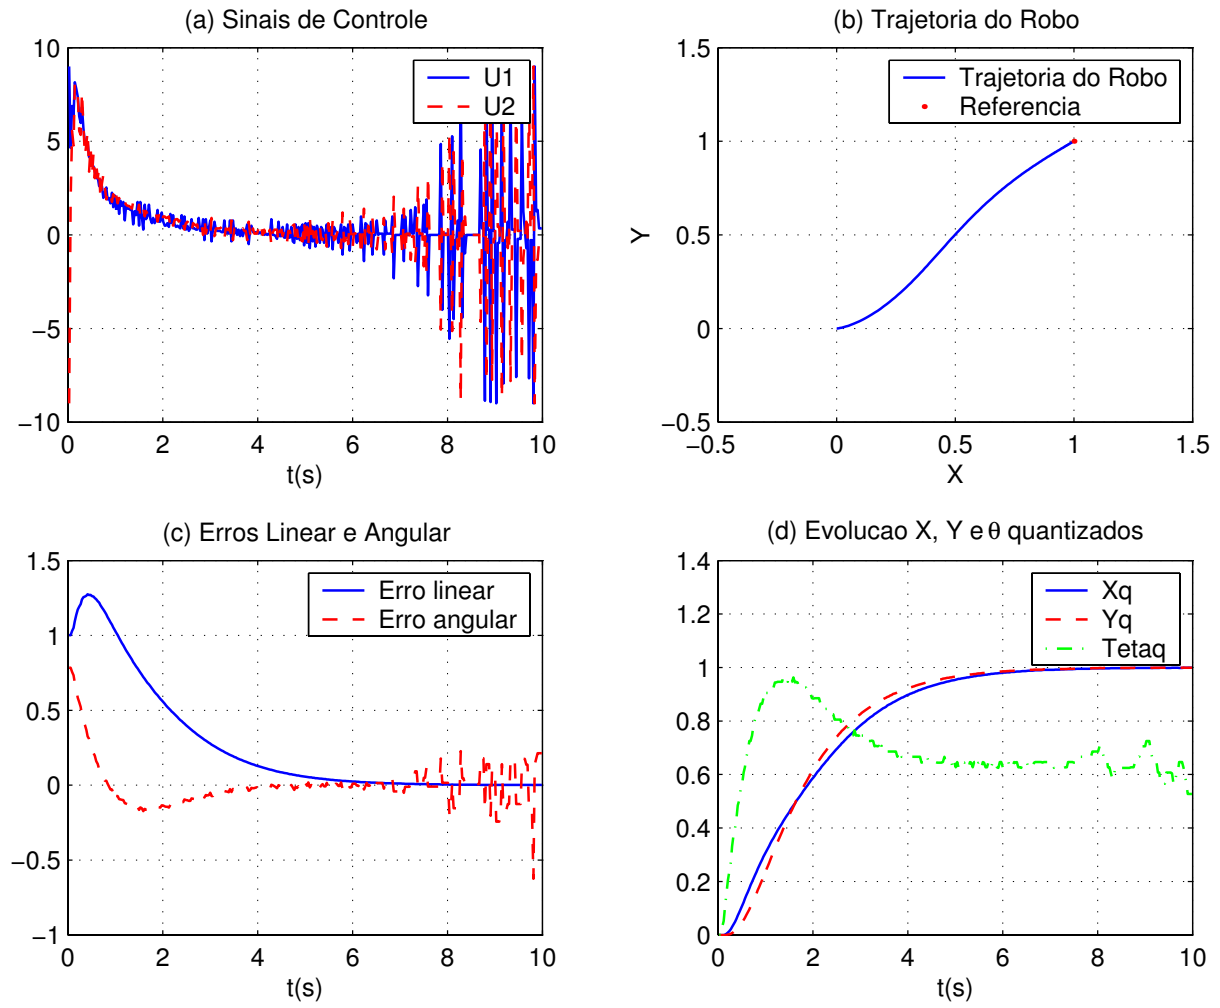 (a) Sinais de Controle
10
5
0
−5
−10
0 2 4 6 8 10
t(s)
U1
U2
(b) Trajetoria do Robo
1.5
1
0.5
0
−0.5
−0.5 0 0.5 1 1.5
X
Y
Trajetoria do Robo
Referencia
(c) Erros Linear e Angular
1.5
1
0.5
0
−0.5
−1
0 2 4 6 8 10
t(s)
Erro linear
Erro angular
(d) Evolucao X, Y e θ quantizados
1.4
1.2
1
0.8
0.6
0.4
0.2
0
0 2 4 6 8 10
t(s)
Xq
Yq
Tetaq